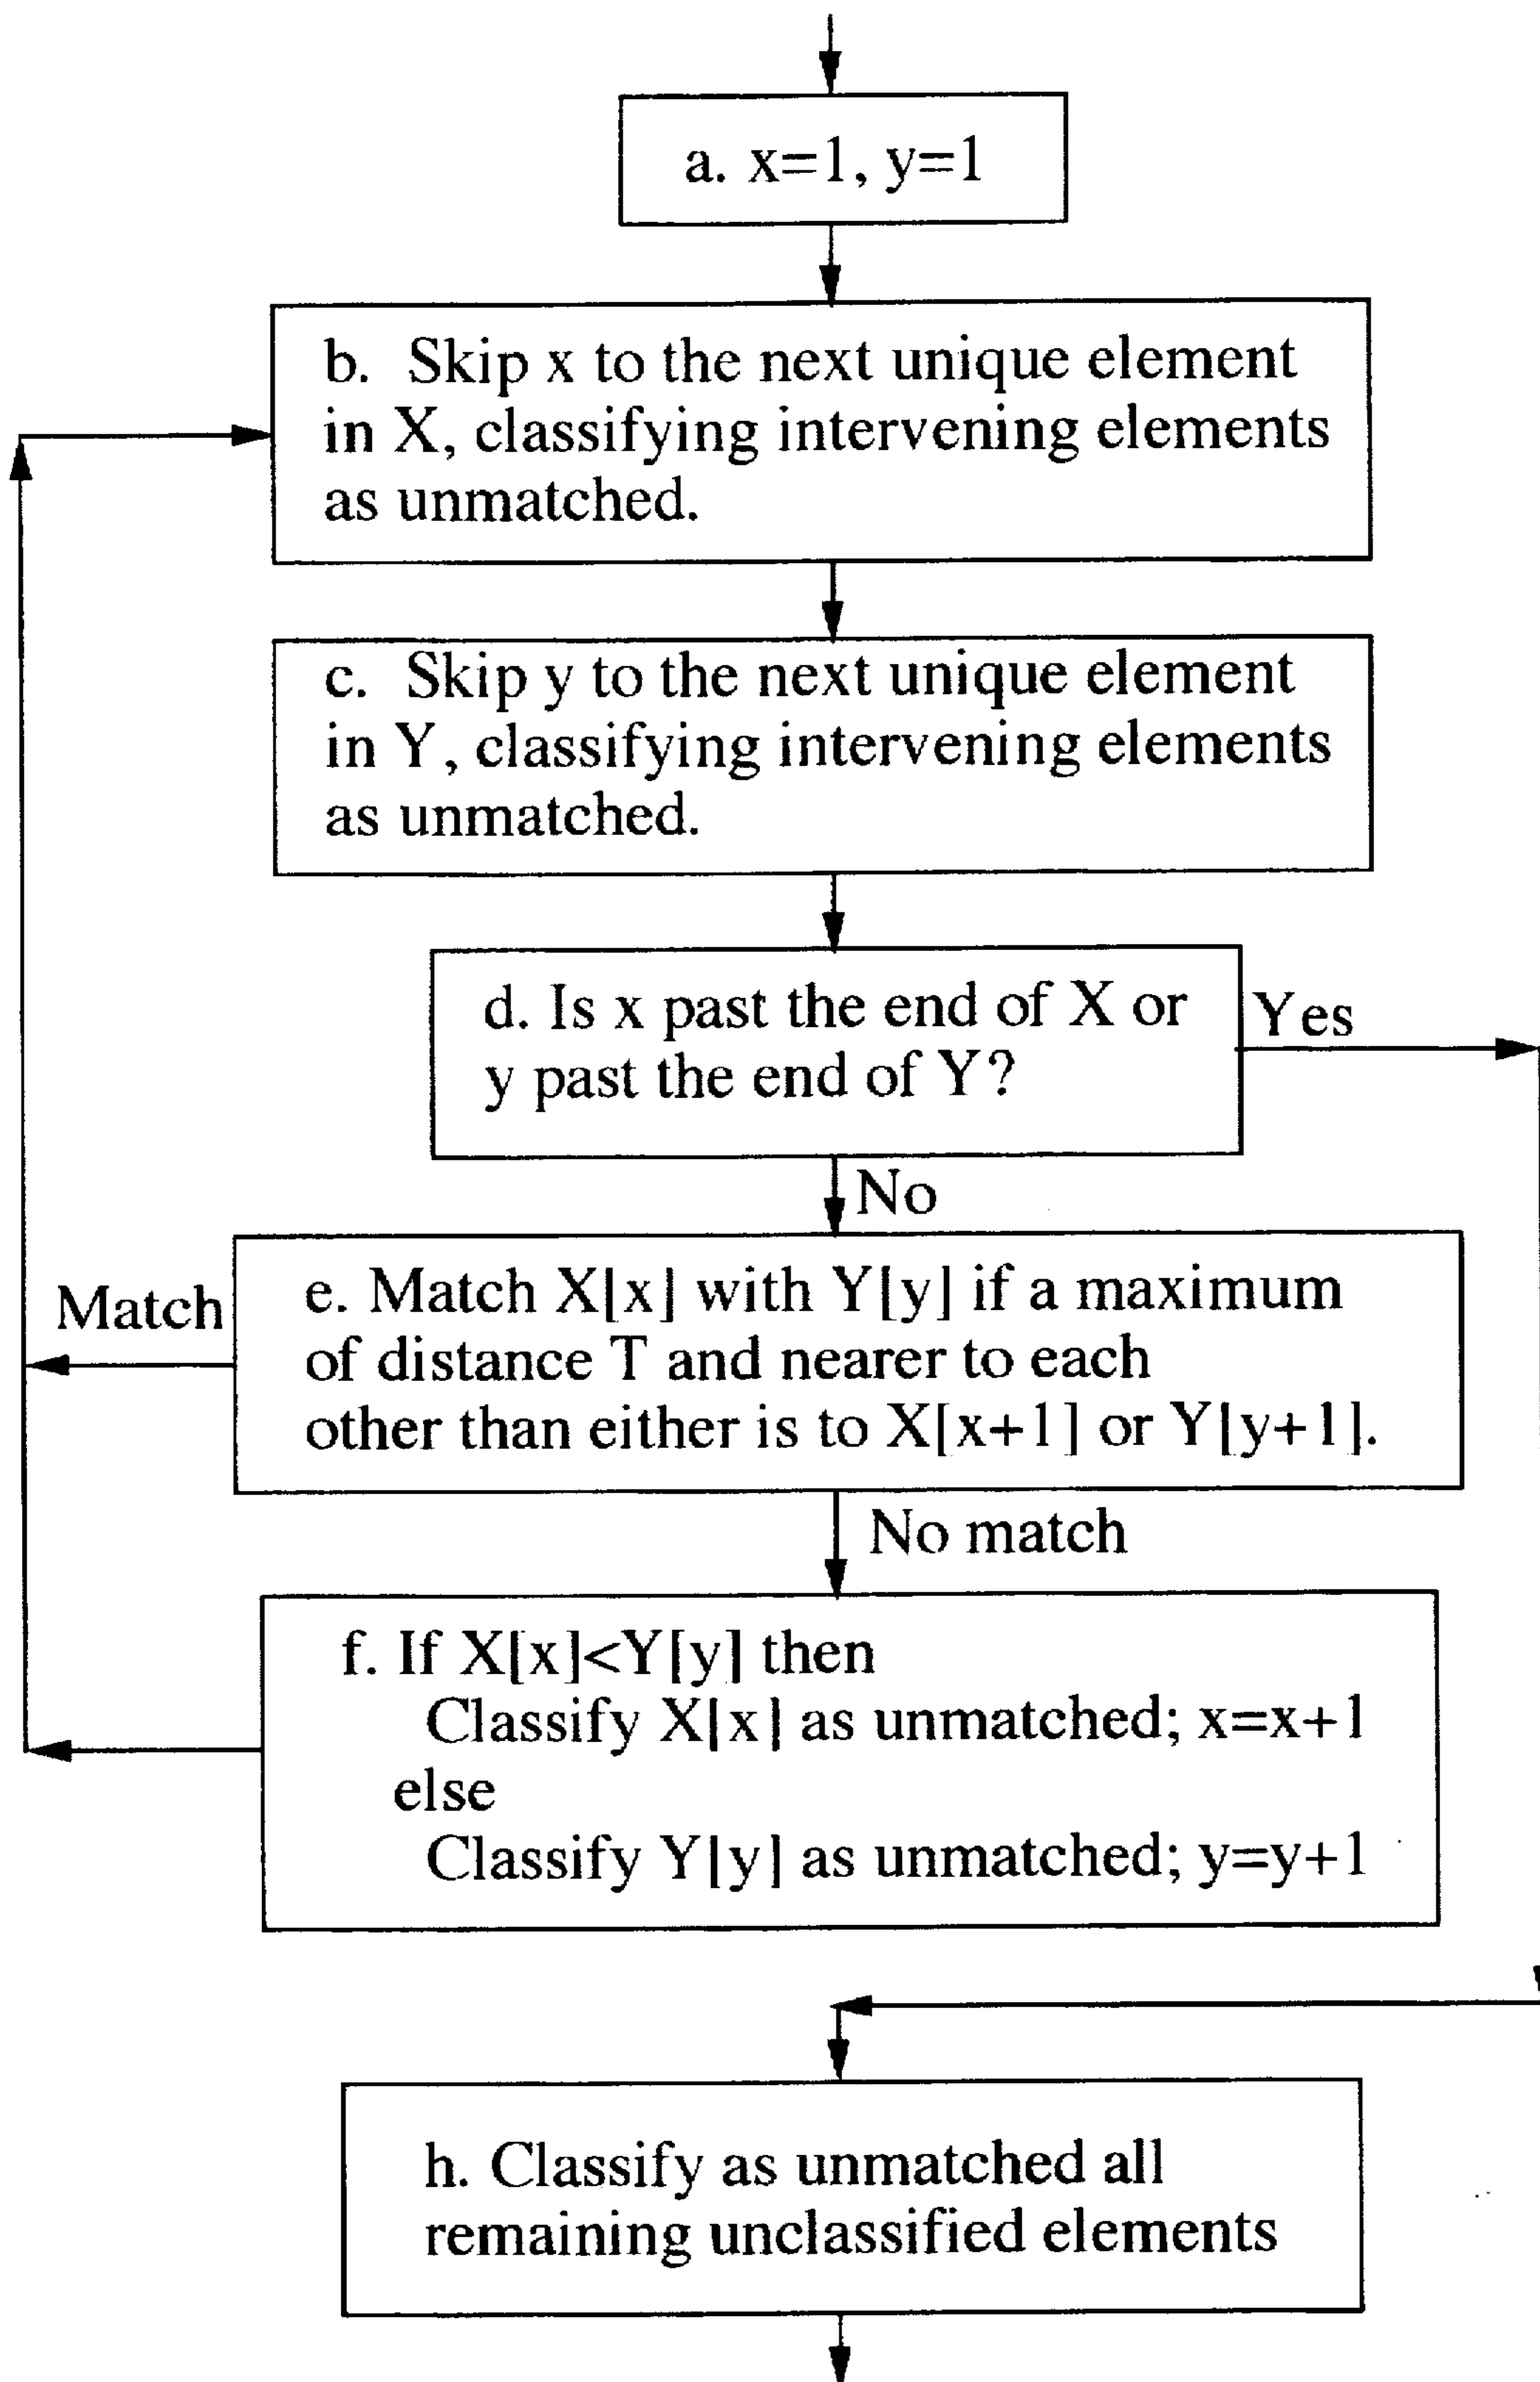 a. x=1, y=1
b. Skip x to the next unique element
in X, classifying intervening elements
as unmatched.
c. Skip y to the next unique element
in Y, classifying intervening elements
as unmatched.
d. Is x past the end of X or
y past the end of Y?
Yes
No
e. Match X[x] with Y[y] if a maximum
of distance T and nearer to each
other than either is to X[x+1] or Y[y+1].
Match
No match
f. If X[x]<Y[y] then
Classify X[x] as unmatched; x=x+1
else
Classify Y[y] as unmatched; y=y+1
h. Classify as unmatched all
remaining unclassified elements